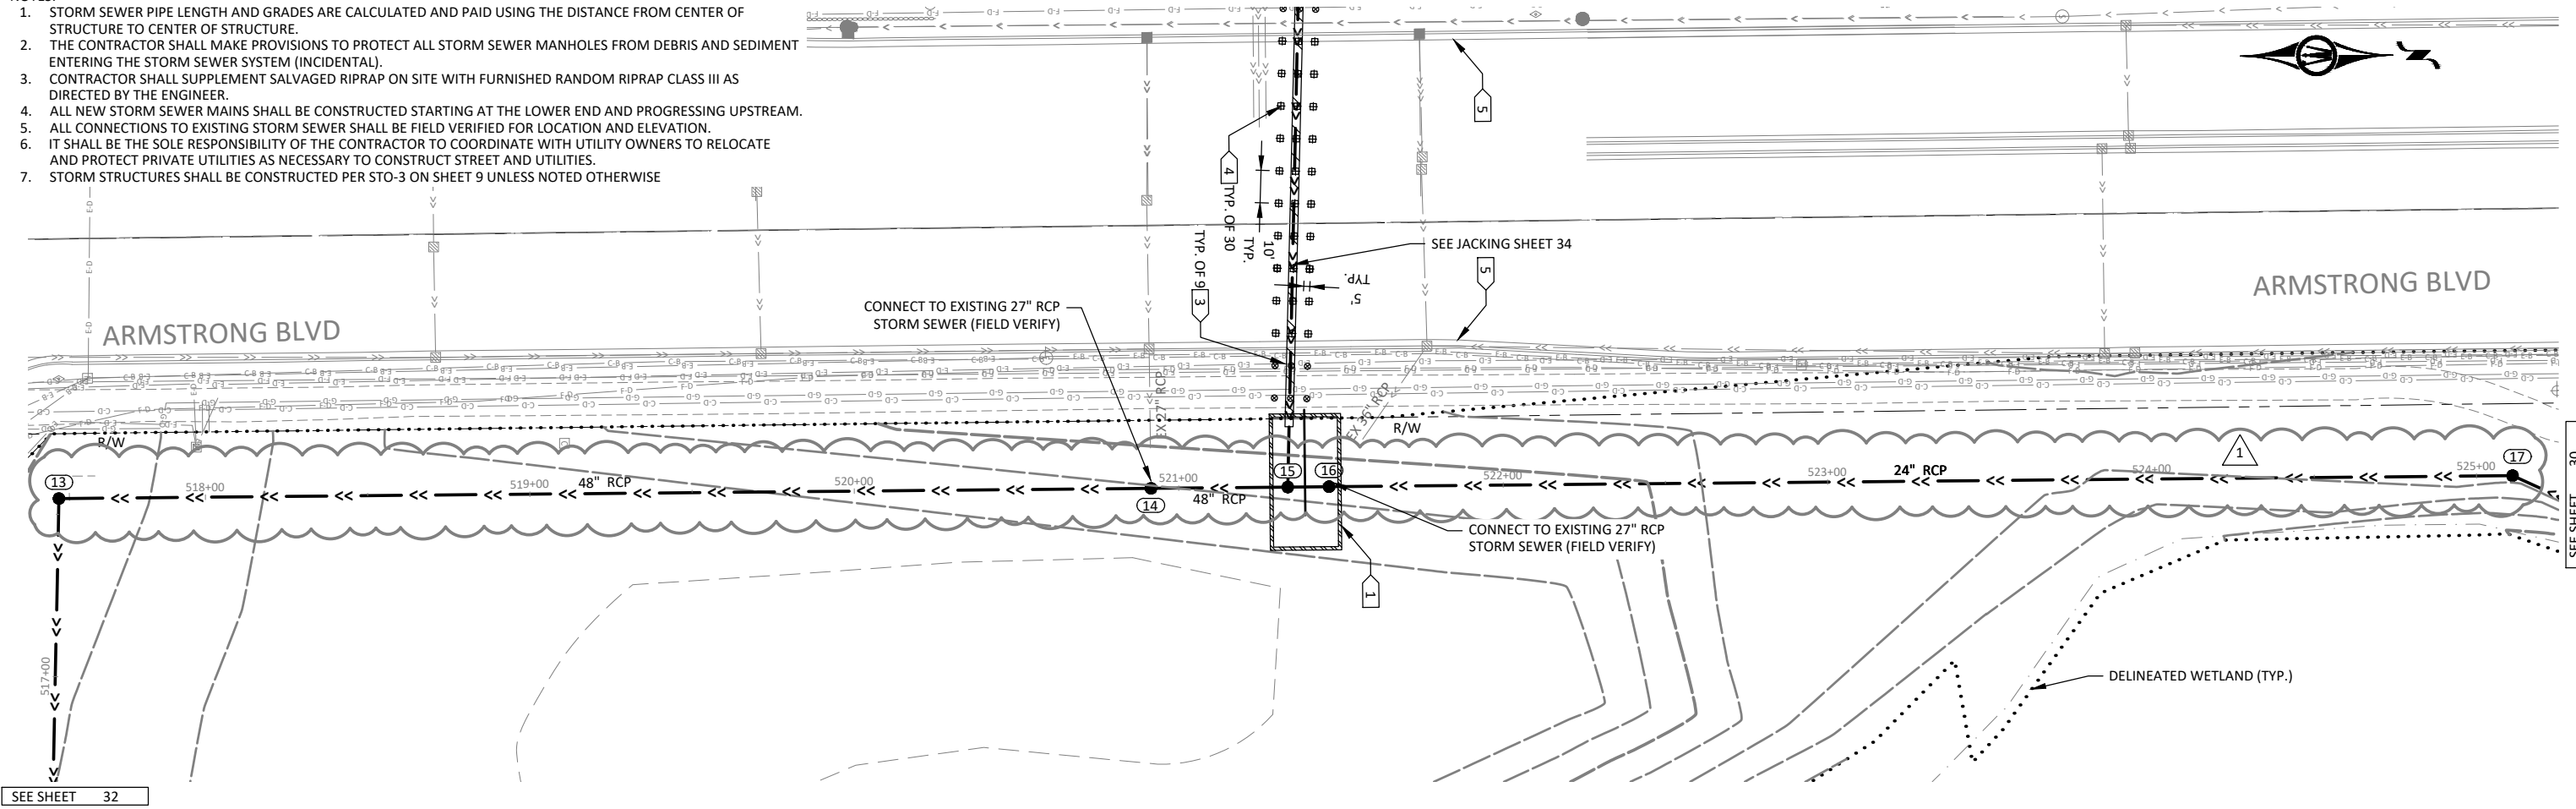 1. STORM SEWER PIPE LENGTH AND GRADES ARE CALCULATED AND PAID USING THE DISTANCE FROM CENTER OF
STRUCTURE TO CENTER OF STRUCTURE.
2. THE CONTRACTOR SHALL MAKE PROVISIONS TO PROTECT ALL STORM SEWER MANHOLES FROM DEBRIS AND SEDIMENT
ENTERING THE STORM SEWER SYSTEM (INCIDENTAL).
3. CONTRACTOR SHALL SUPPLEMENT SALVAGED RIPRAP ON SITE WITH FURNISHED RANDOM RIPRAP CLASS III AS
DIRECTED BY THE ENGINEER.
4. ALL NEW STORM SEWER MAINS SHALL BE CONSTRUCTED STARTING AT THE LOWER END AND PROGRESSING UPSTREAM.
5. ALL CONNECTIONS TO EXISTING STORM SEWER SHALL BE FIELD VERIFIED FOR LOCATION AND ELEVATION.
6. IT SHALL BE THE SOLE RESPONSIBILITY OF THE CONTRACTOR TO COORDINATE WITH UTILITY OWNERS TO RELOCATE
AND PROTECT PRIVATE UTILITIES AS NECESSARY TO CONSTRUCT STREET AND UTILITIES.
7. STORM STRUCTURES SHALL BE CONSTRUCTED PER STO-3 ON SHEET 9 UNLESS NOTED OTHERWISE
5
4 TYP. OF 30
10'
TYP.
TYP. OF 9 3
SEE JACKING SHEET 34
5'
TYP.
5
ARMSTRONG BLVD
ARMSTRONG BLVD
CONNECT TO EXISTING 27" RCP
STORM SEWER (FIELD VERIFY)
EX 27" RCP
EX 36" RCP
R/W
R/W
1
13
518+00
519+00
48" RCP
520+00
14
521+00
48" RCP
15
16
522+00
523+00
24" RCP
524+00
525+00
17
CONNECT TO EXISTING 27" RCP
STORM SEWER (FIELD VERIFY)
1
517+00
DELINEATED WETLAND (TYP.)
SEE SHEET 30
SEE SHEET 32